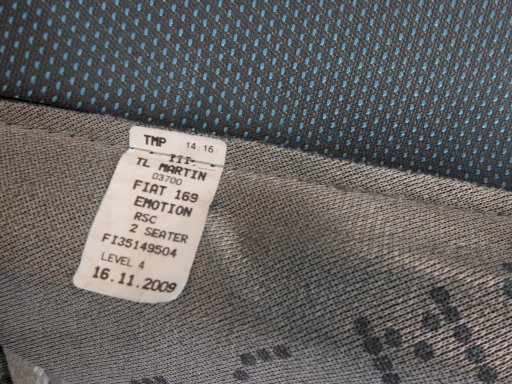 TMP 14:16:
TL MARTIN
03700
FIAT 169
EMOTION
RSC
2 SEATER
FI35149504
LEVEL 4
16.11.2009